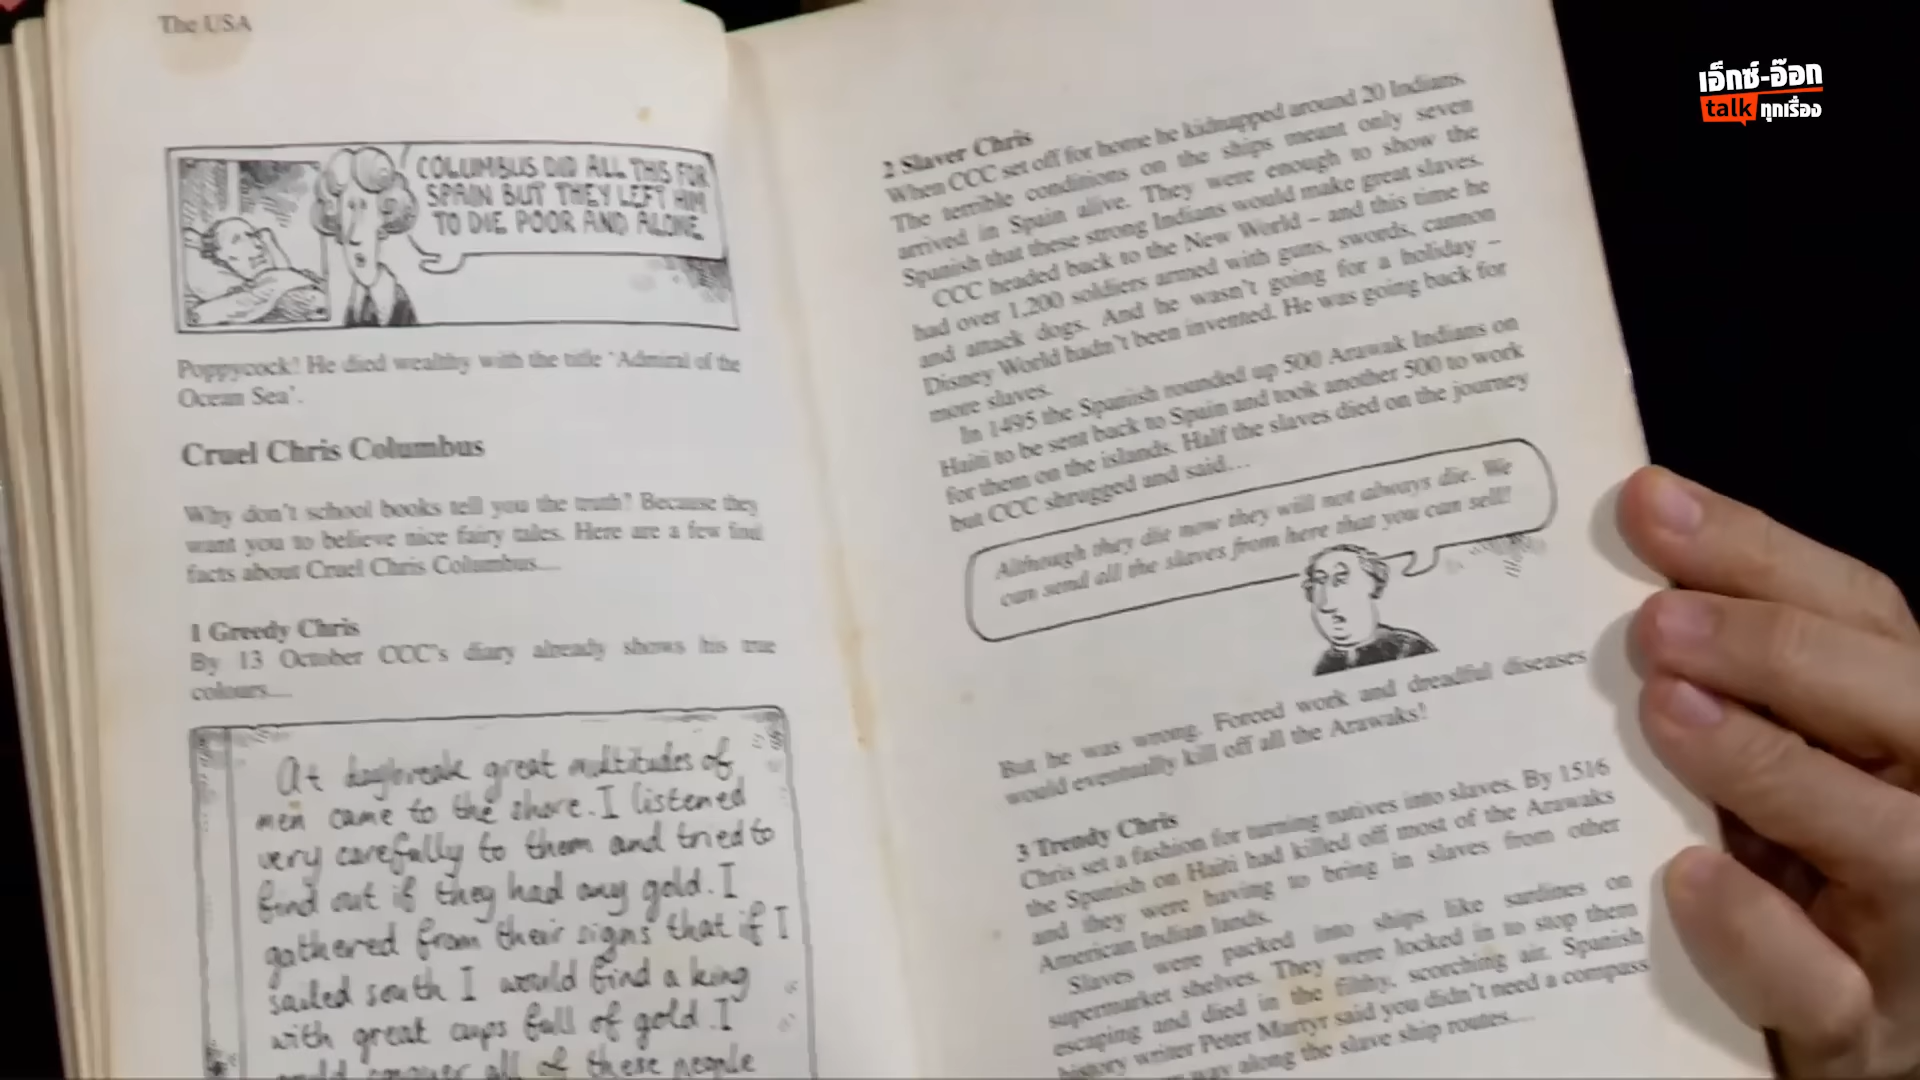 The USA
COLUMBUS DID ALL THIS FOR
SPAIN BUT THEY LEFT HIM
TO DIE POOR AND ALONE.
Poppycock! He died wealthy with the title 'Admiral of the
Ocean Sea'.
Cruel Chris Columbus
Why don't school books tell you the truth? Because they
want you to believe nice fairy tales. Here are a few foul
facts about Cruel Chris Columbus...
1 Greedy Chris
By 13 October CCC's diary already shows his true
colours...
At daybreak great multitudes of
men came to the shore. I listened
very carefully to them and tried to
find out if they had any gold. I
gathered from their signs that if I
sailed south I would find a king
with great cups full of gold. I
could conquer all of these people
2 Slaver Chris
When CCC set off for home he kidnapped around 20 Indians.
The terrible conditions on the ships meant only seven
arrived in Spain alive. They were enough to show the
Spanish that these strong Indians would make great slaves.
CCC headed back to the New World – and this time he
had over 1,200 soldiers armed with guns, swords, cannon
and attack dogs. And he wasn't going for a holiday –
Disney World hadn't been invented. He was going back for
more slaves.
In 1495 the Spanish rounded up 500 Arawak Indians on
Haiti to be sent back to Spain and took another 500 to work
for them on the islands. Half the slaves died on the journey
but CCC shrugged and said...
Although they die now they will not always die. We
can send all the slaves from here that you can sell!
But he was wrong. Forced work and dreadful diseases
would eventually kill off all the Arawaks!
3 Trendy Chris
Chris set a fashion for turning natives into slaves. By 1516
the Spanish on Haiti had killed off most of the Arawaks
and they were having to bring in slaves from other
American Indian lands.
Slaves were packed into ships like sardines on
supermarket shelves. They were locked in to stop them
escaping and died in the filthy, scorching air. Spanish
history writer Peter Martyr said you didn't need a compass
way along the slave ship routes...
เอ็กซ์-อ๊อก
talk ทุกเรื่อง